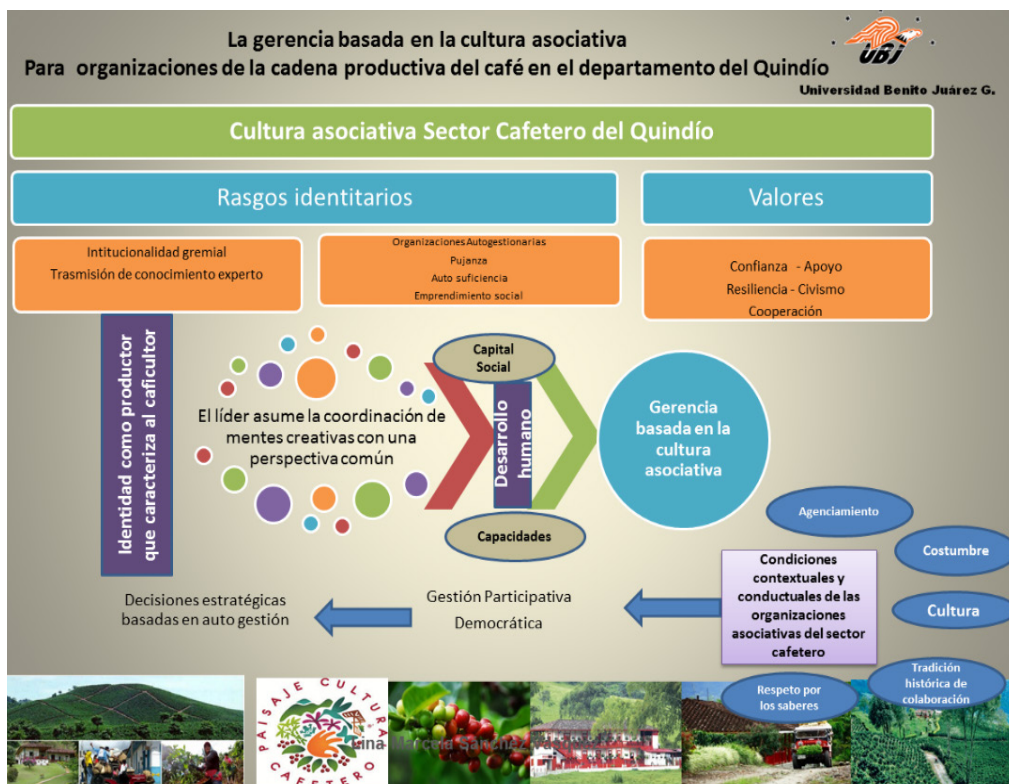 La gerencia basada en la cultura asociativa
Para organizaciones de la cadena productiva del café en el departamento del Quindío
UBJ
Universidad Benito Juárez G.
Cultura asociativa Sector Cafetero del Quindío
Rasgos identitarios
Valores
Intitucionalidad gremial
Trasmisión de conocimiento experto
Organizaciones Autogestionarias
Pujanza
Auto suficiencia
Emprendimiento social
Confianza - Apoyo
Resiliencia - Civismo
Cooperación
Identidad como productor
que caracteriza al caficultor
El líder asume la coordinación de
mentes creativas con una
perspectiva común
Capital
Social
Desarrollo
humano
Capacidades
Gerencia
basada en la
cultura
asociativa
Agenciamiento
Costumbre
Cultura
Tradición
histórica de
colaboración
Respeto por
los saberes
Condiciones
contextuales y
conductuales de las
organizaciones
asociativas del sector
cafetero
Gestión Participativa
Democrática
Decisiones estratégicas
basadas en auto gestión
PAISAJE CULTURAL
CAFETERO
Lina Marcela Sánchez